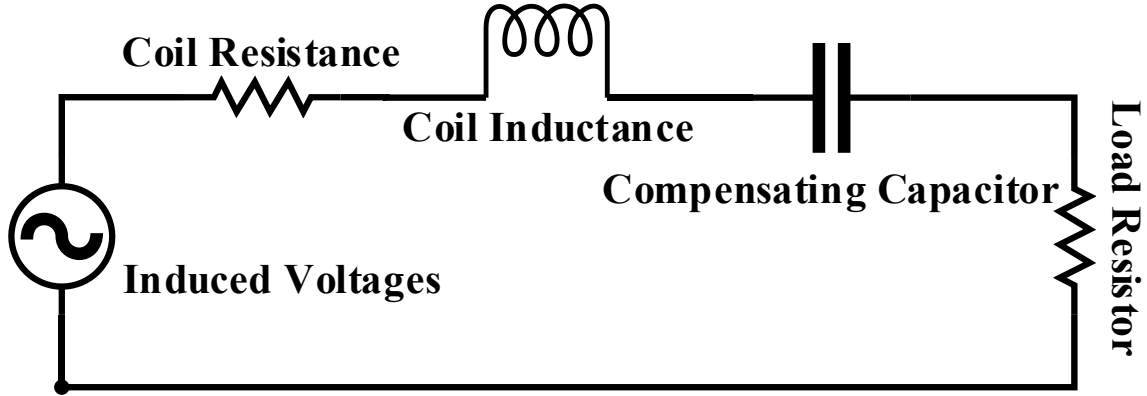 Coil Resistance
Coil Inductance
Compensating Capacitor
Load Resistor
Induced Voltages